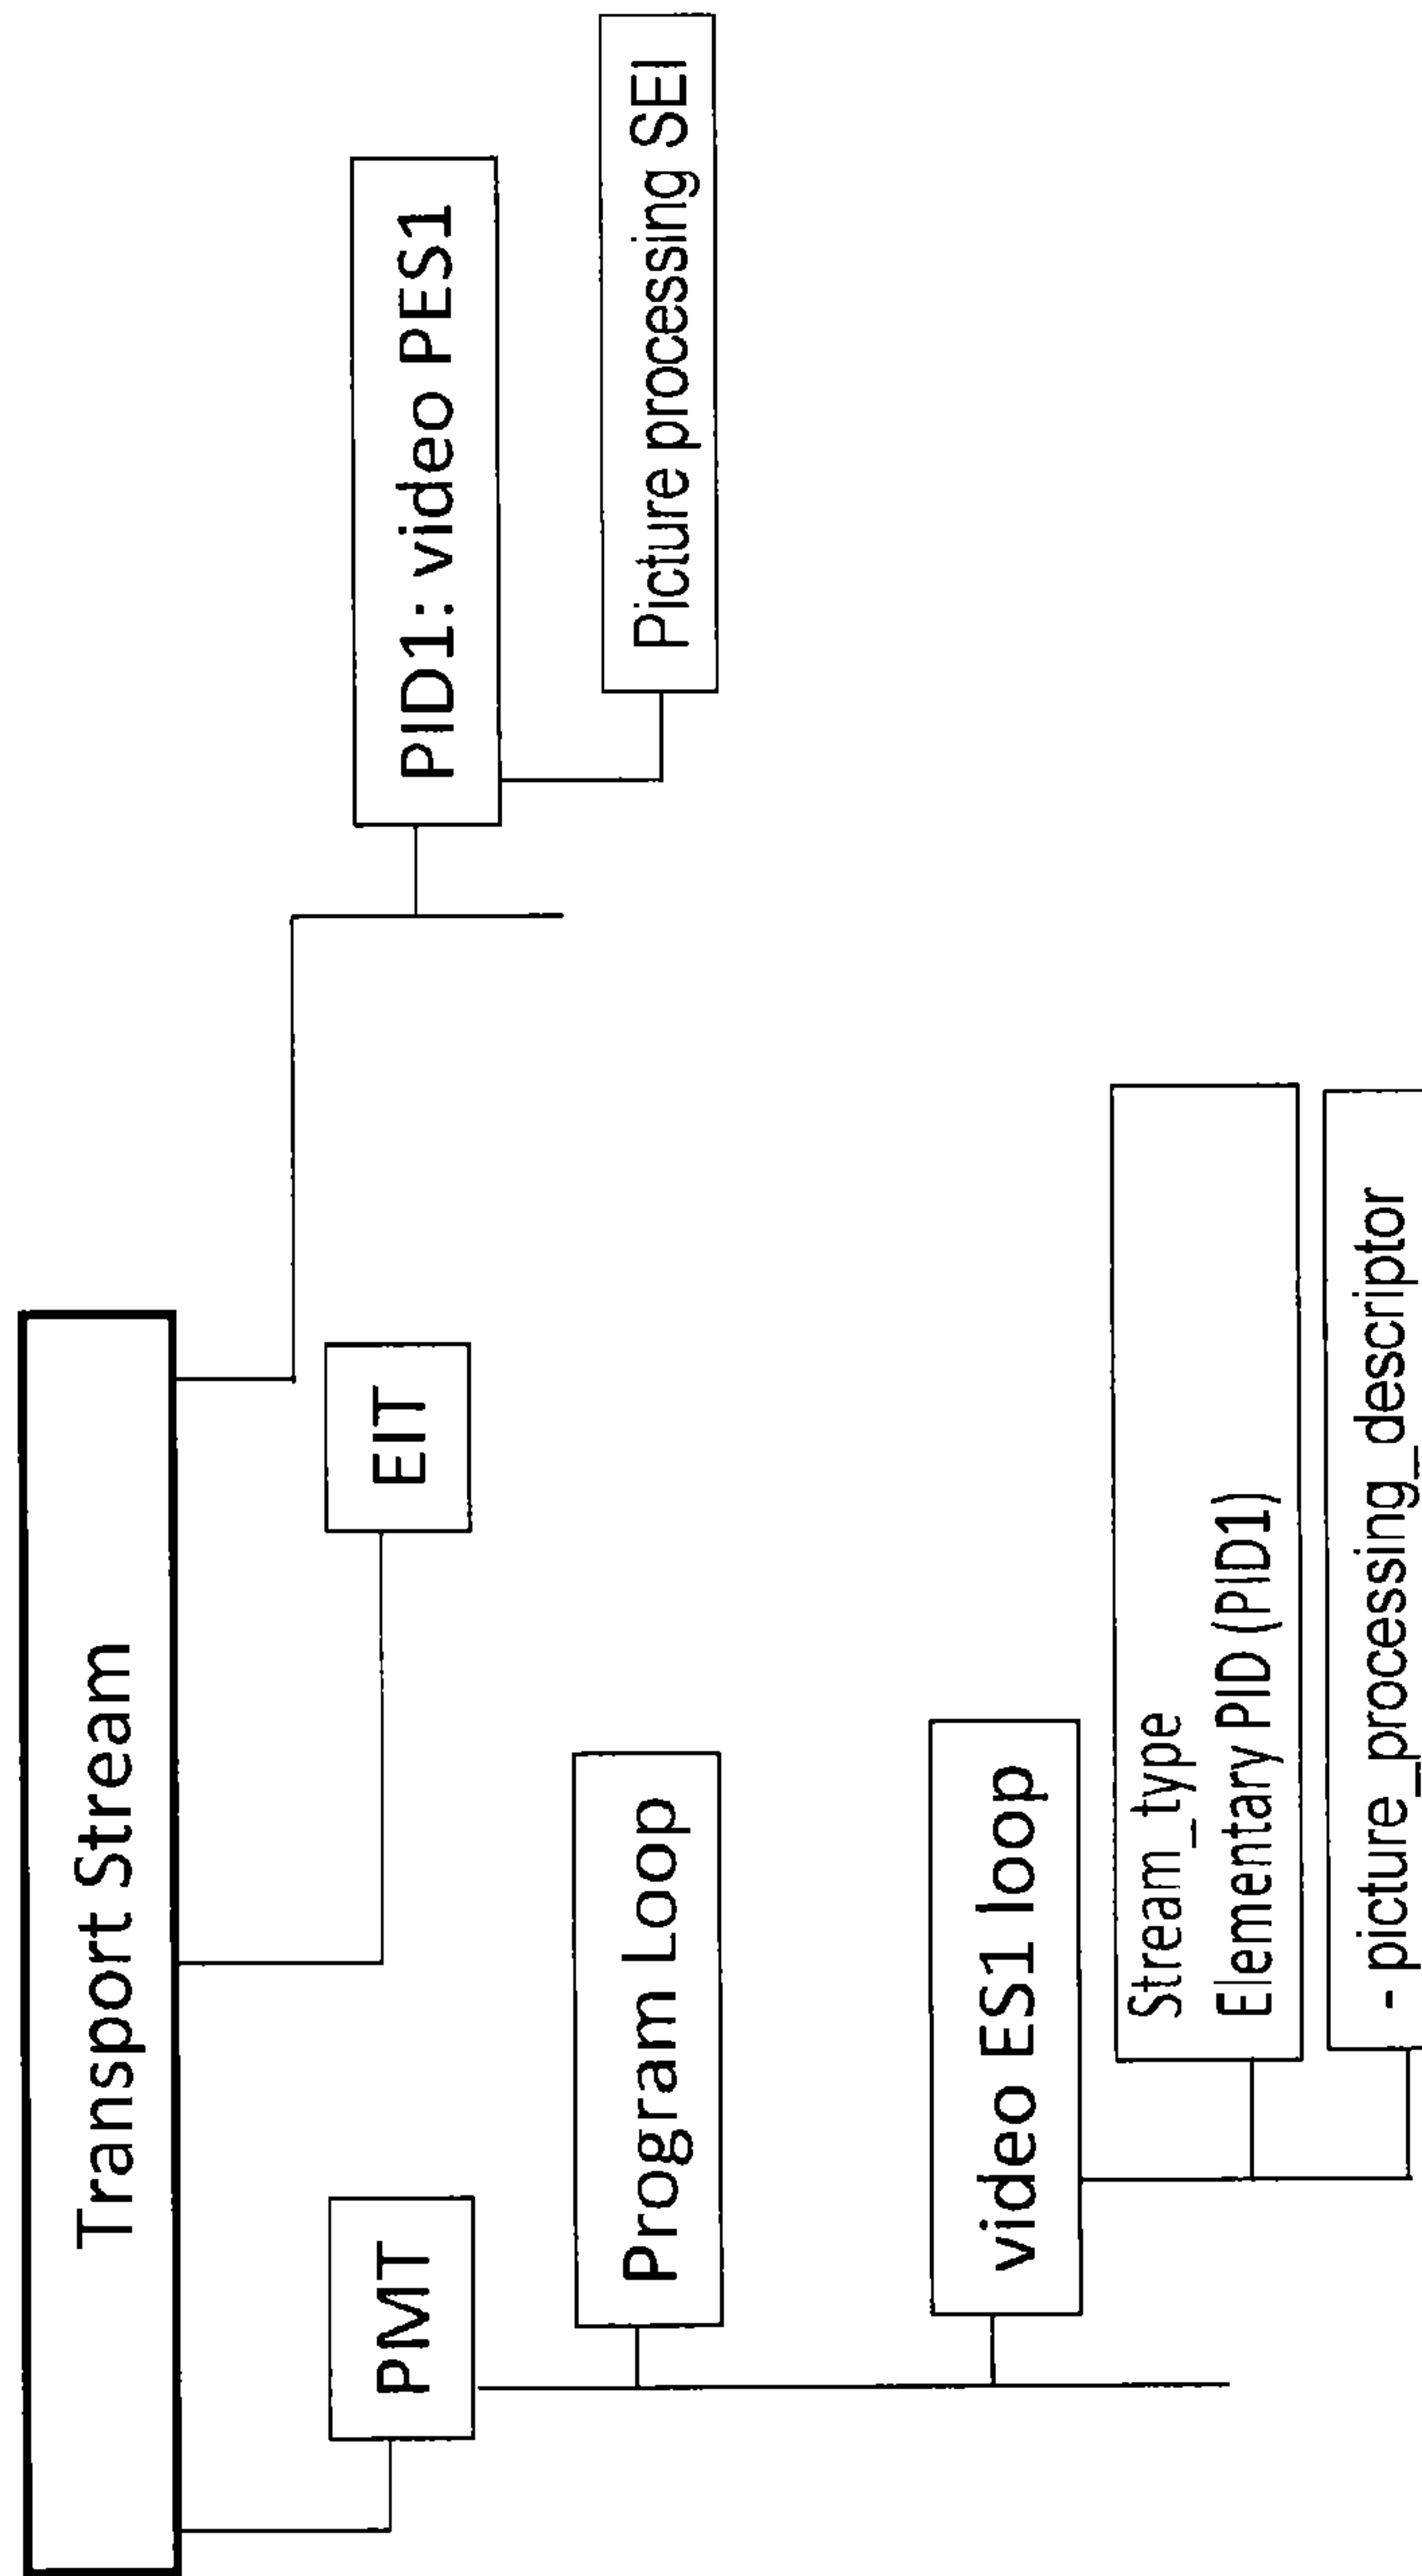 Transport Stream
PMT
EIT
PID1: video PES1
Program Loop
Picture processing SEI
video ES1 loop
Stream_type
Elementary PID (PID1)
- picture_processing_descriptor